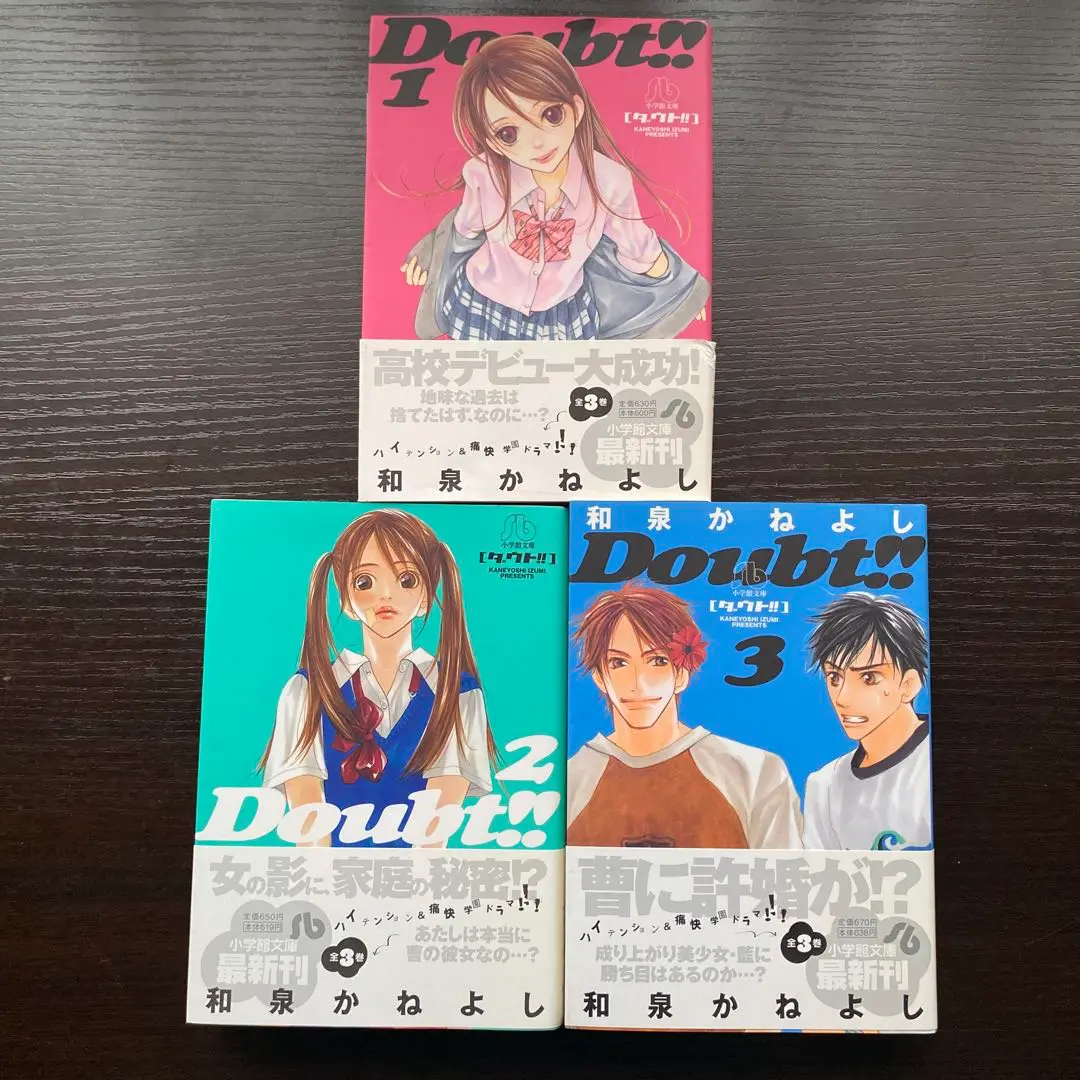 Doubt!!
1
小学館文庫
[ダウト!!]
KANEYOSHI IZUMI
PRESENTS
高校デビュー大成功!
地味な過去は
捨てたはず、なのに…?
全3巻
定価630円
本体600円
小学館文庫
最新刊
ハイテンション&痛快学園ドラマ!!!
和泉かねよし
小学館文庫
[ダウト!!]
KANEYOSHI IZUMI
PRESENTS
2
Doubt!!
女の影に、家庭の秘密!?
ハイテンション&痛快学園ドラマ!!!
定価650円
本体619円
小学館文庫
最新刊
全3巻
あたしは本当に
曹の彼女なの…?
和泉かねよし
和泉かねよし
Doubt!!
小学館文庫
[ダウト!!]
KANEYOSHI IZUMI
PRESENTS
3
曹に許婚が!?
ハイテンション&痛快学園ドラマ!!!
成り上がり美少女・藍に
勝ち目はあるのか…?
全3巻
定価670円
本体638円
小学館文庫
最新刊
和泉かねよし